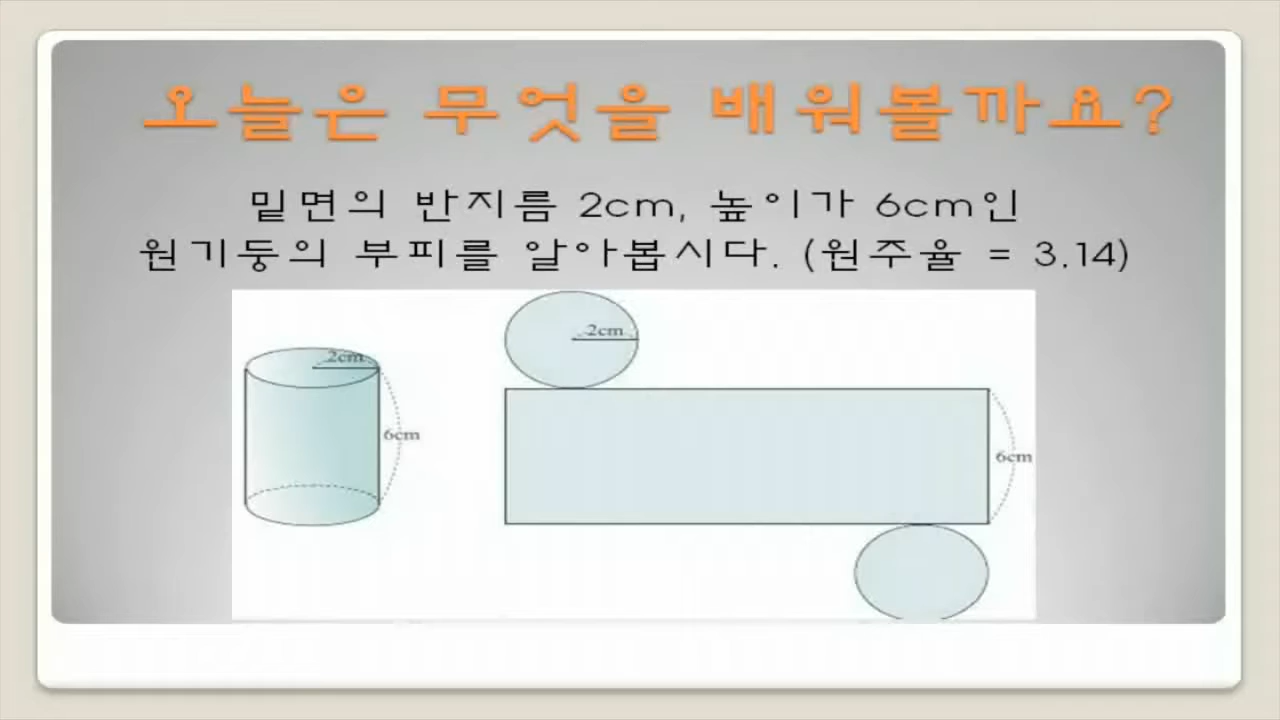 오늘은 무엇을 배워볼까요?
밑면의 반지름 2cm, 높이가 6cm인
원기둥의 부피를 알아봅시다. (원주율 = 3.14)
2cm
2cm
6cm
6cm